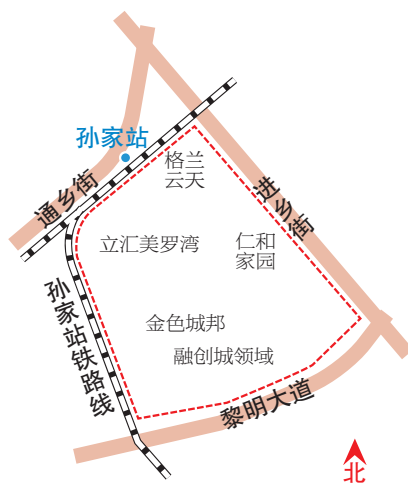 孙家站
格兰
云天
通乡街
进乡街
立汇美罗湾
仁和
家园
孙家站铁路线
金色城邦
融创城领域
黎明大道
北